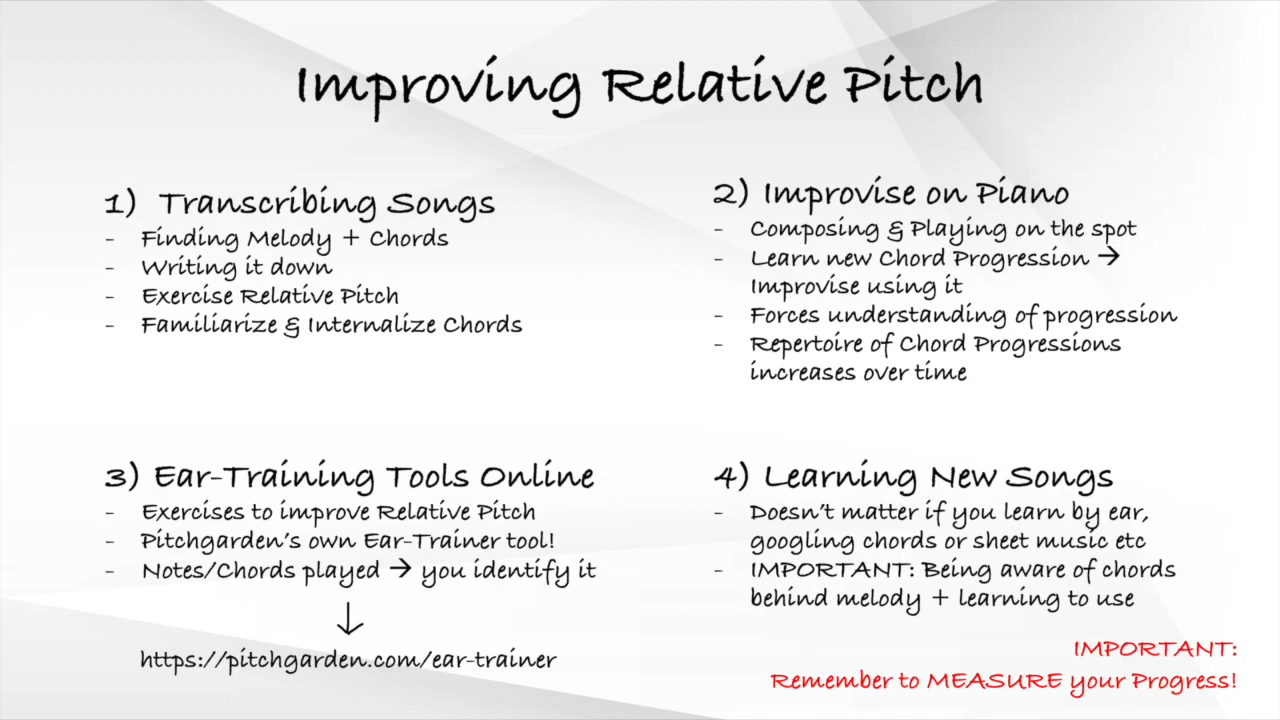 Improving Relative Pitch
1) Transcribing Songs
- Finding Melody + Chords
- Writing it down
- Exercise Relative Pitch
- Familiarize & Internalize Chords
2) Improvise on Piano
- Composing & Playing on the spot
- Learn new Chord Progression →
Improvise using it
- Forces understanding of progression
- Repertoire of Chord Progressions
increases over time
3) Ear-Training Tools Online
- Exercises to improve Relative Pitch
- Pitchgarden's own Ear-Trainer tool!
- Notes/Chords played → you identify it
↓
https://pitchgarden.com/ear-trainer
4) Learning New Songs
- Doesn't matter if you learn by ear,
googling chords or sheet music etc
- IMPORTANT: Being aware of chords
behind melody + learning to use
IMPORTANT:
Remember to MEASURE your Progress!